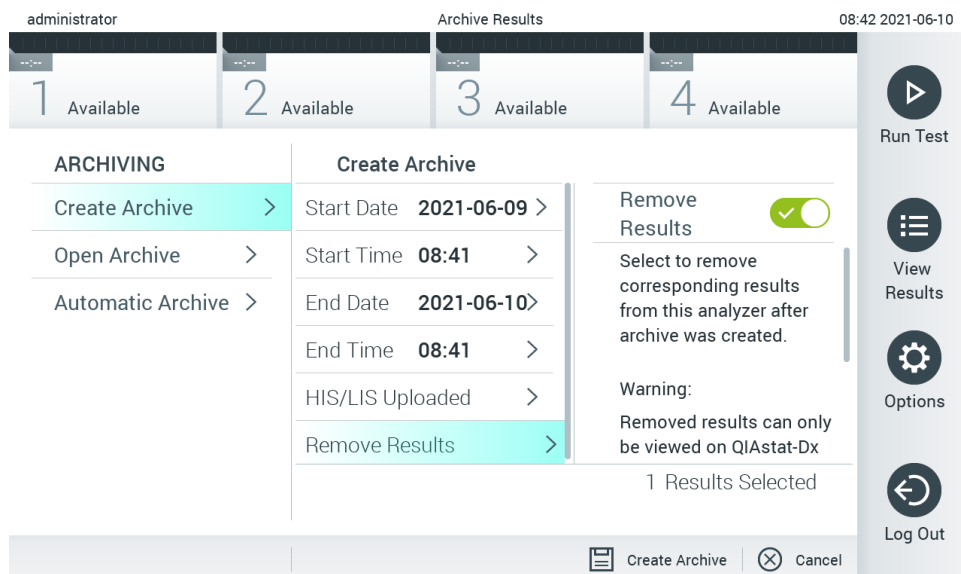 administrator Archive Results 08:42 2021-06-10
--:-- --:-- --:-- --:--
1 Available 2 Available 3 Available 4 Available
Run Test
ARCHIVING
Create Archive
Open Archive
Automatic Archive
Create Archive
Start Date 2021-06-09
Start Time 08:41
End Date 2021-06-10
End Time 08:41
HIS/LIS Uploaded
Remove Results
Remove
Results
Select to remove
corresponding results
from this analyzer after
archive was created.
Warning:
Removed results can only
be viewed on QIAstat-Dx
1 Results Selected
View
Results
Options
Log Out
Create Archive Cancel